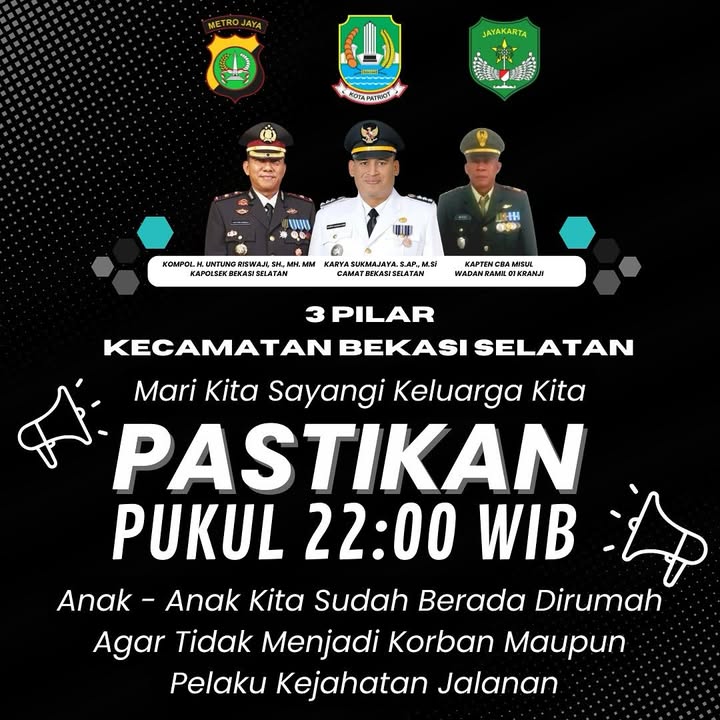 METRO JAYA
KOTA PATRIOT
JAYAKARTA
KOMPOL. H. UNTUNG RISWAJI, SH., MH. MM
KAPOLSEK BEKASI SELATAN
KARYA SUKMAJAYA. S.AP., M.Si
CAMAT BEKASI SELATAN
KAPTEN CBA MISUL
WADAN RAMIL 01 KRANJI
3 PILAR
KECAMATAN BEKASI SELATAN
Mari Kita Sayangi Keluarga Kita
PASTIKAN
PUKUL 22:00 WIB
Anak - Anak Kita Sudah Berada Dirumah
Agar Tidak Menjadi Korban Maupun
Pelaku Kejahatan Jalanan